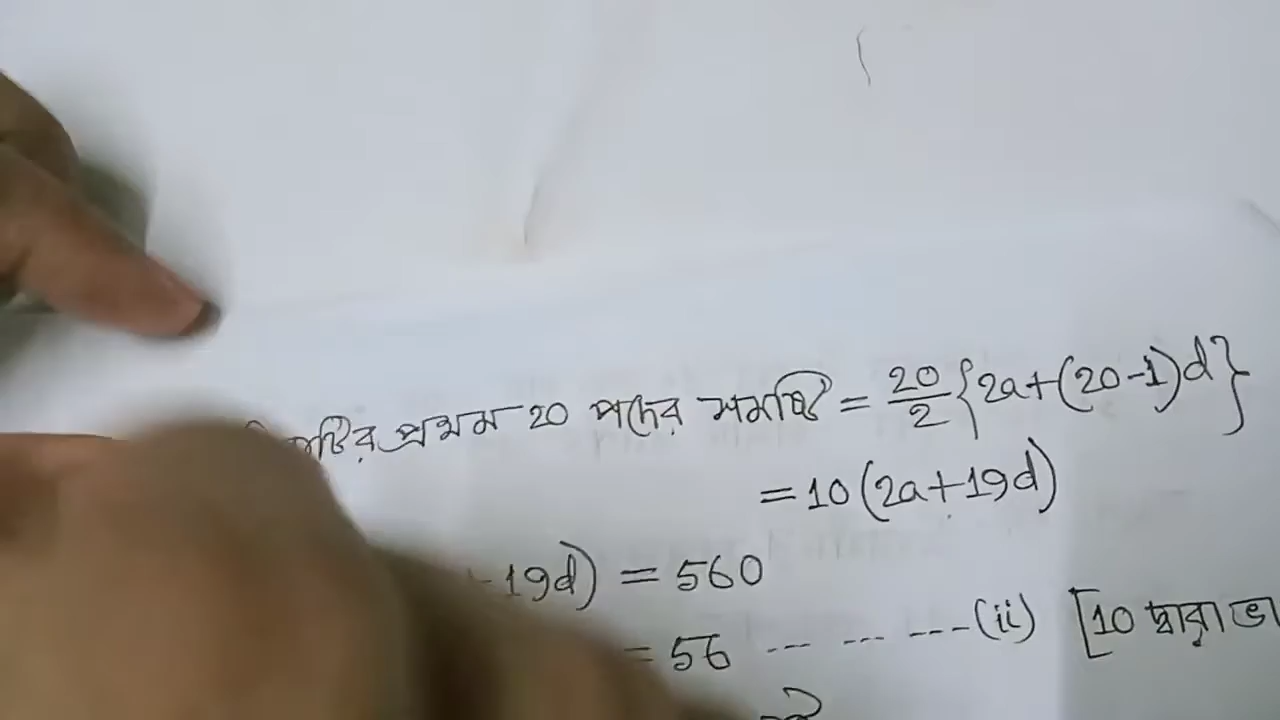 প্রথম 20 পদের সমষ্টি = 20/2 {2a+(20-1)d}
= 10(2a+19d)
19d) = 560
= 56 --- --- ---(ii) [10 দ্বারা